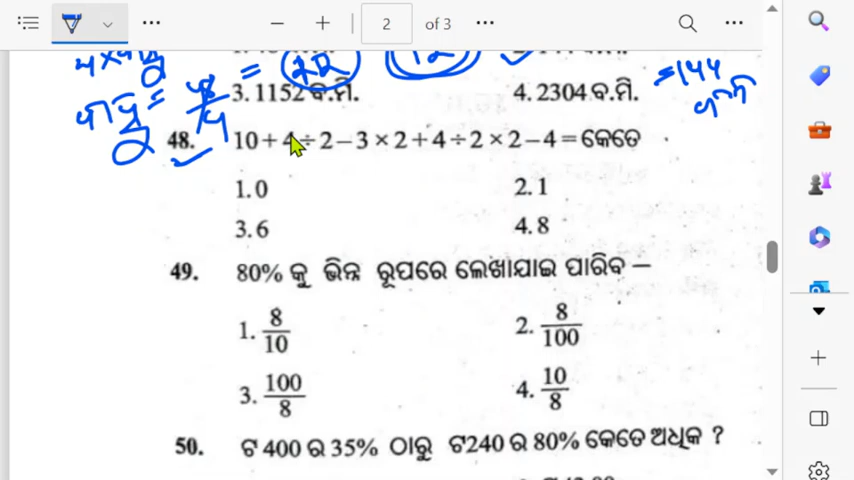 2 of 3
= 12
3. 1152 ବ.ମି. 4. 2304 ବ.ମି. = 144
48. 10 + 4 ÷ 2 – 3 × 2 + 4 ÷ 2 × 2 – 4 = କେତେ
1. 0 2. 1
3. 6 4. 8
49. 80% କୁ ଭିନ୍ନ ରୂପରେ ଲେଖାଯାଇ ପାରିବ –
1. 8/10 2. 8/100
3. 100/8 4. 10/8
50. ଟ 400 ର 35% ଠାରୁ ଟ240 ର 80% କେତେ ଅଧିକ ?